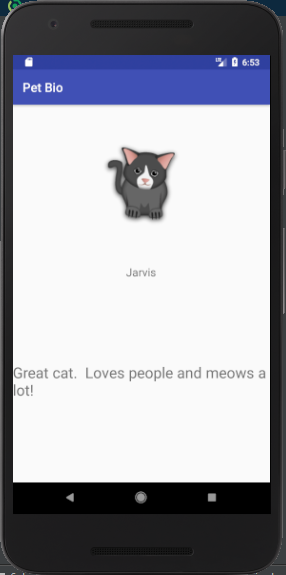 6:53
Pet Bio
Jarvis
Great cat.  Loves people and meows a
lot!